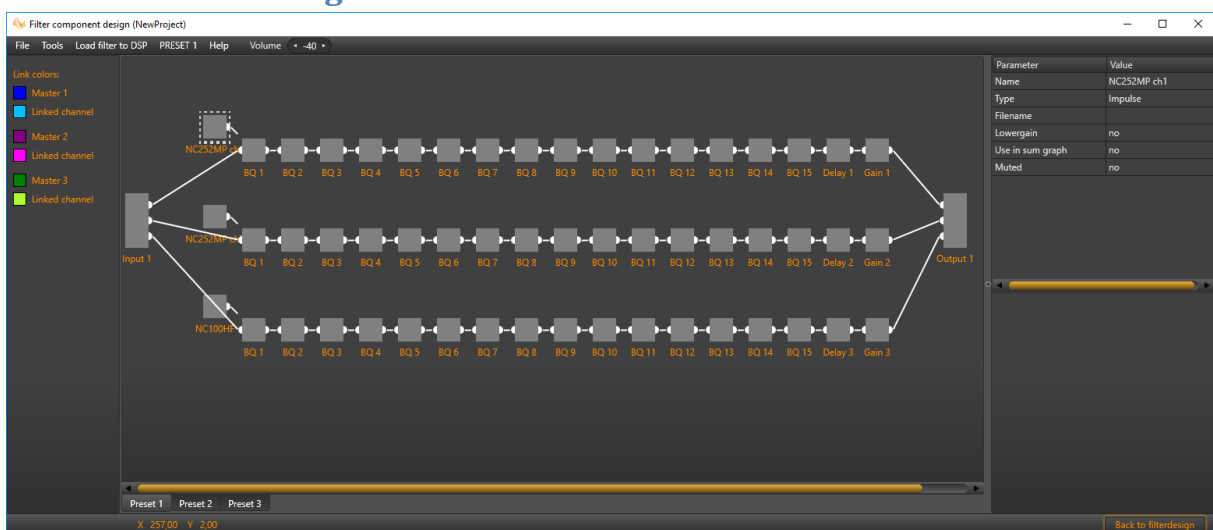 Filter component design (NewProject)
File Tools Load filter to DSP PRESET 1 Help Volume -40
Link colors:
Master 1
Linked channel
Master 2
Linked channel
Master 3
Linked channel
NC252MP ch
BQ 1 BQ 2 BQ 3 BQ 4 BQ 5 BQ 6 BQ 7 BQ 8 BQ 9 BQ 10 BQ 11 BQ 12 BQ 13 BQ 14 BQ 15 Delay 1 Gain 1
NC252MP ch
Input 1
BQ 1 BQ 2 BQ 3 BQ 4 BQ 5 BQ 6 BQ 7 BQ 8 BQ 9 BQ 10 BQ 11 BQ 12 BQ 13 BQ 14 BQ 15 Delay 2 Gain 2
Output 1
NC100HF
BQ 1 BQ 2 BQ 3 BQ 4 BQ 5 BQ 6 BQ 7 BQ 8 BQ 9 BQ 10 BQ 11 BQ 12 BQ 13 BQ 14 BQ 15 Delay 3 Gain 3
Parameter Value
Name NC252MP ch1
Type Impulse
Filename
Lowergain no
Use in sum graph no
Muted no
Preset 1 Preset 2 Preset 3
X 257,00 Y 2,00
Back to filterdesign